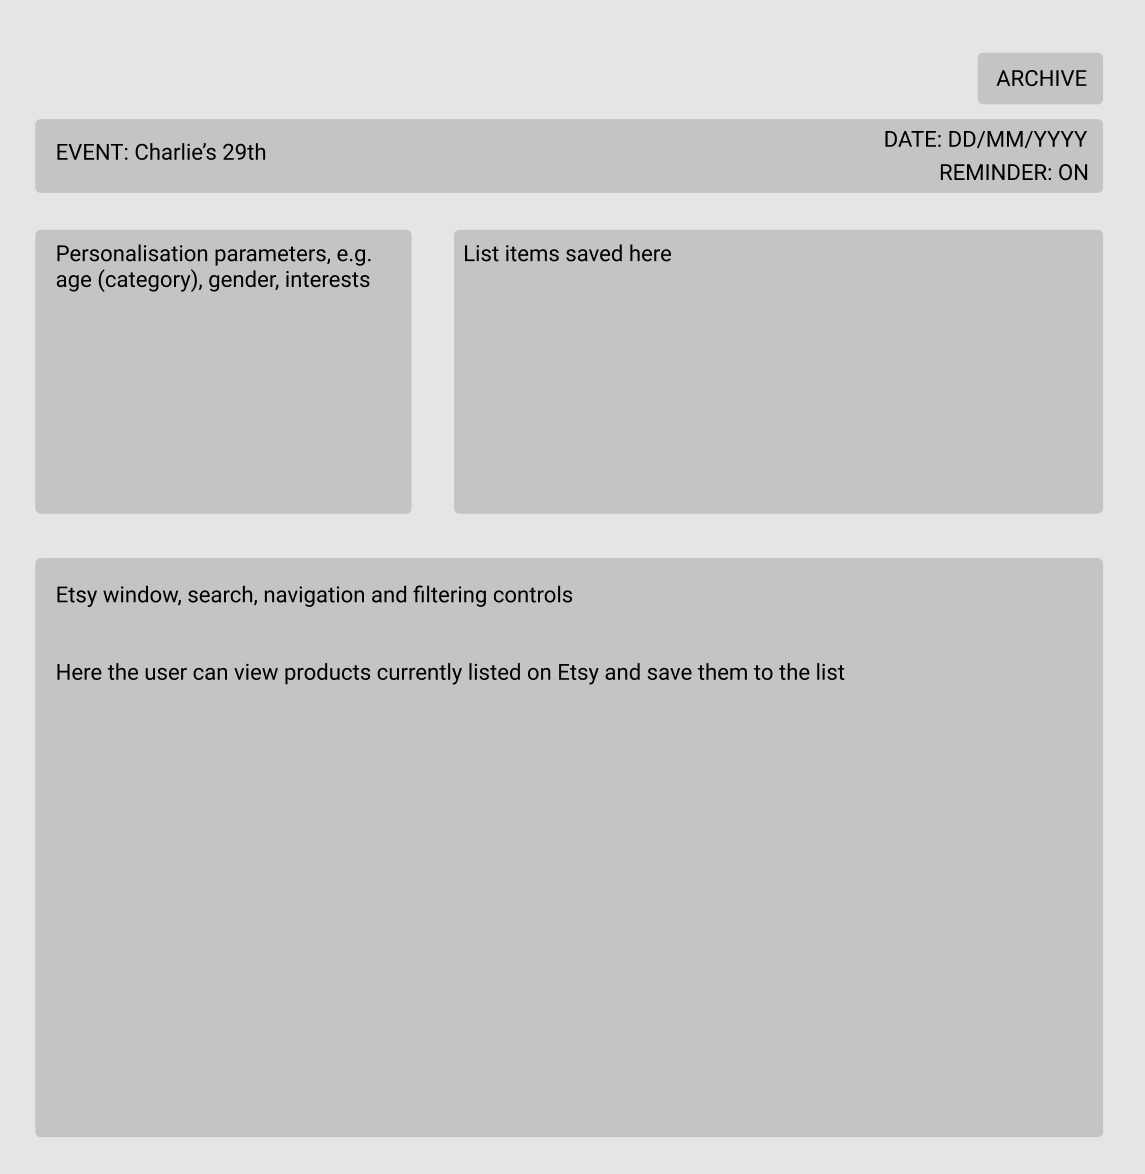 ARCHIVE
EVENT: Charlie’s 29th
DATE: DD/MM/YYYY
REMINDER: ON
Personalisation parameters, e.g.
age (category), gender, interests
List items saved here
Etsy window, search, navigation and filtering controls
Here the user can view products currently listed on Etsy and save them to the list